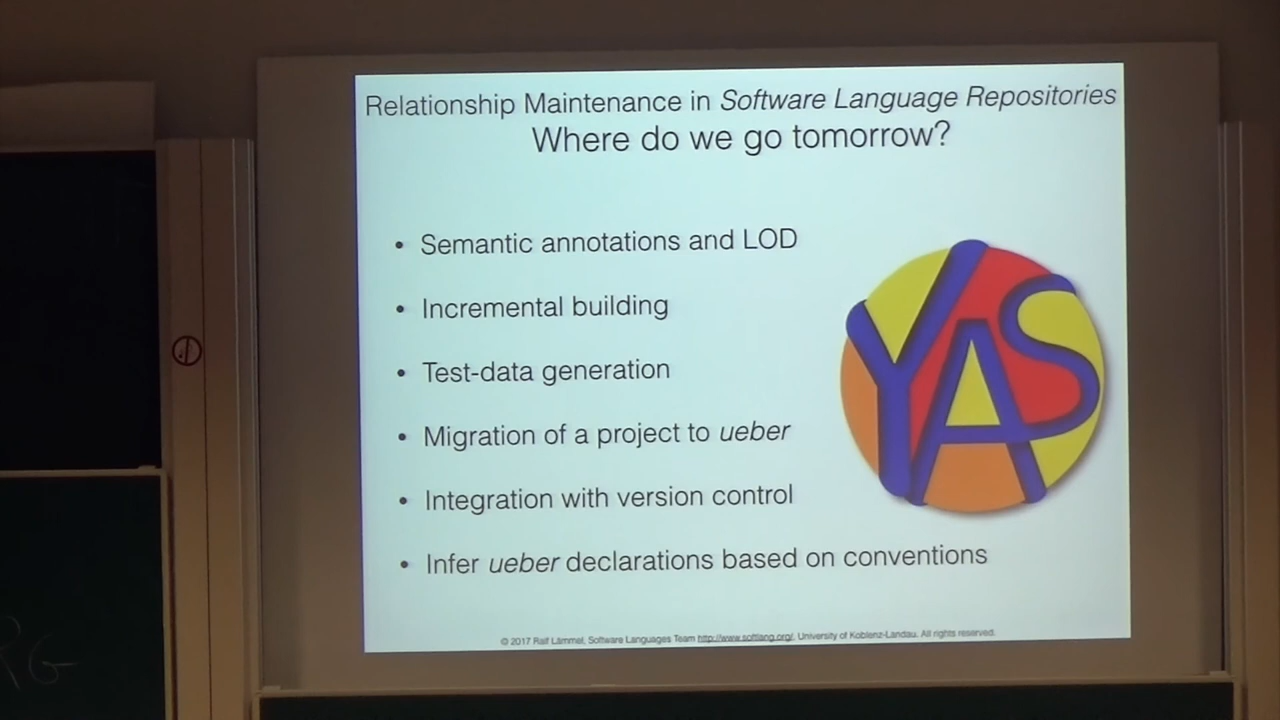 Relationship Maintenance in Software Language Repositories
Where do we go tomorrow?
• Semantic annotations and LOD
• Incremental building
• Test-data generation
• Migration of a project to ueber
• Integration with version control
• Infer ueber declarations based on conventions
YAS
© 2017 Ralf Lämmel, Software Languages Team http://www.softlang.org/, University of Koblenz-Landau. All rights reserved.